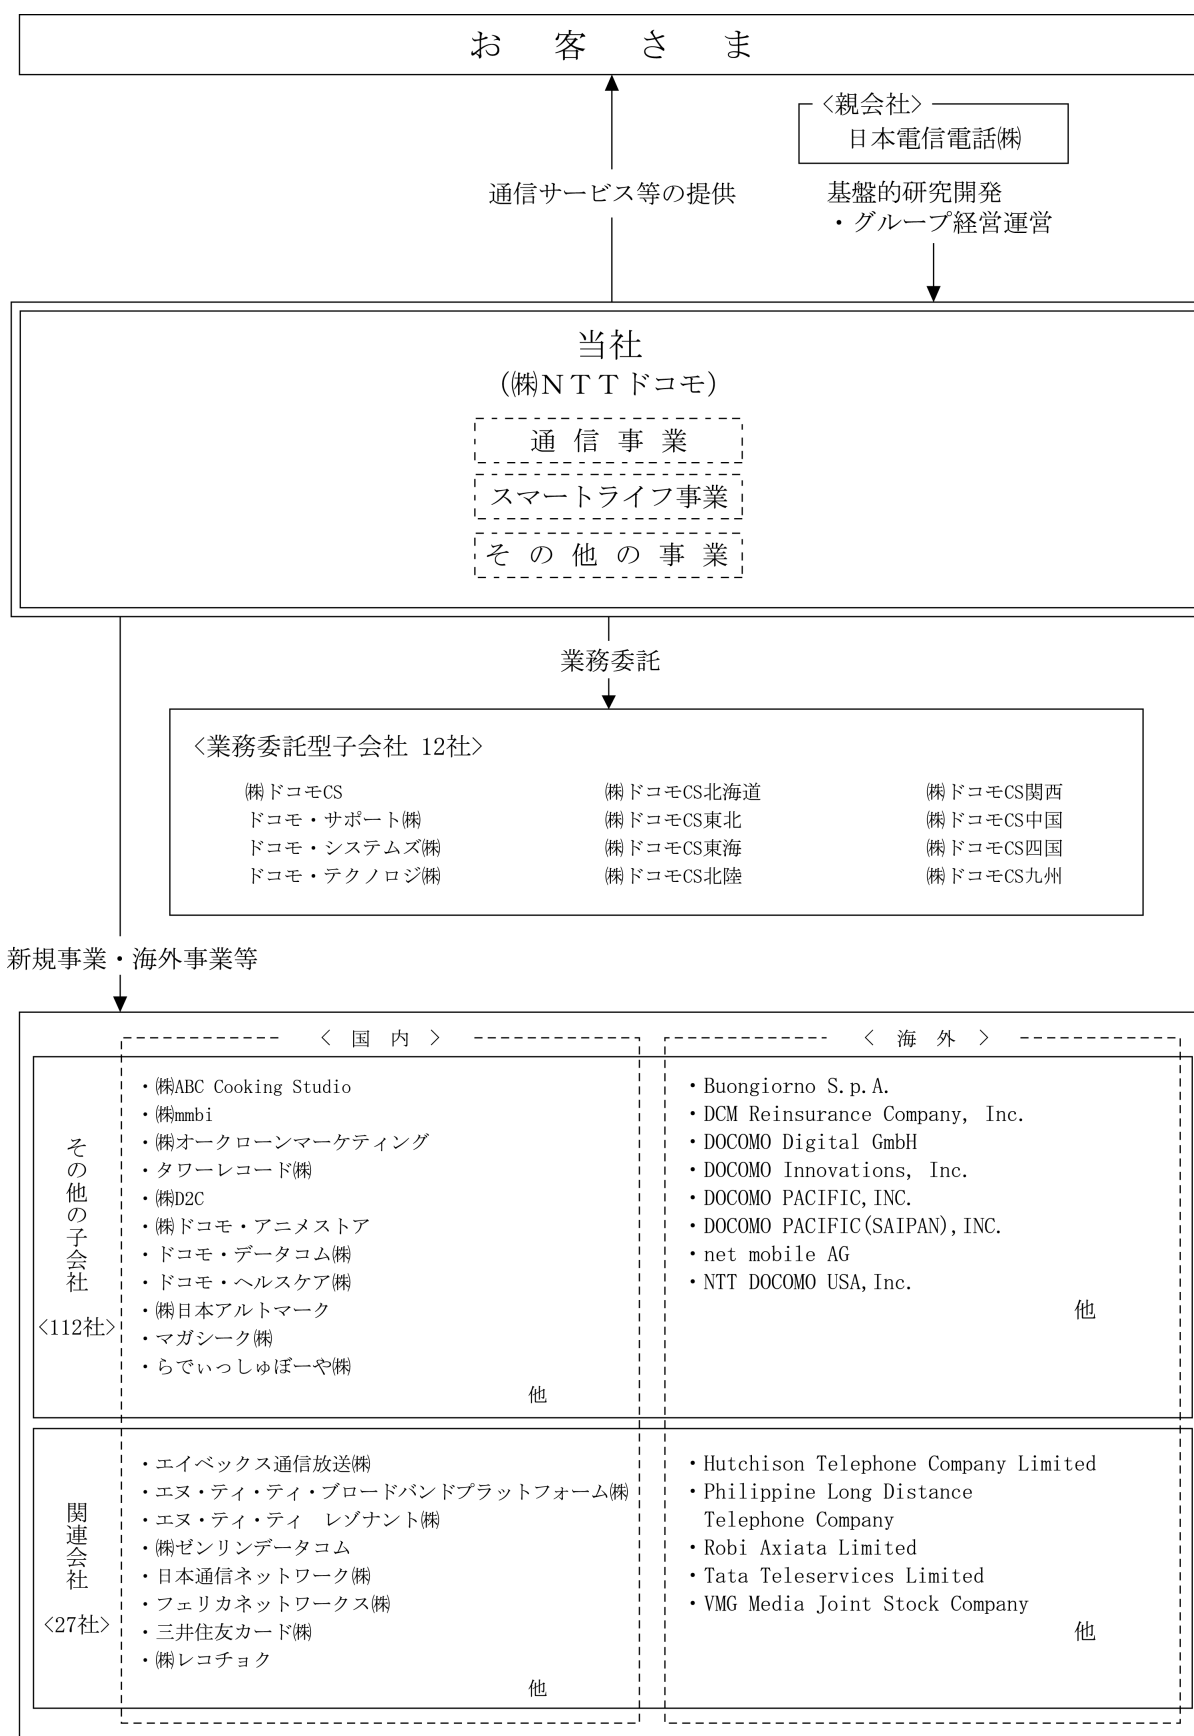 お客さま
<親会社>
日本電信電話㈱
通信サービス等の提供
基盤的研究開発
・グループ経営運営
当社
(㈱NTTドコモ)
通信事業
スマートライフ事業
その他の事業
業務委託
<業務委託型子会社 12社>
㈱ドコモCS
ドコモ・サポート㈱
ドコモ・システムズ㈱
ドコモ・テクノロジ㈱
㈱ドコモCS北海道
㈱ドコモCS東北
㈱ドコモCS東海
㈱ドコモCS北陸
㈱ドコモCS関西
㈱ドコモCS中国
㈱ドコモCS四国
㈱ドコモCS九州
新規事業・海外事業等
<国内>
<海外>
その他の子会社
<112社>
・㈱ABC Cooking Studio
・㈱mmbi
・㈱オークローンマーケティング
・タワーレコード㈱
・㈱D2C
・㈱ドコモ・アニメストア
・ドコモ・データコム㈱
・ドコモ・ヘルスケア㈱
・㈱日本アルトマーク
・マガシーク㈱
・らでぃっしゅぼーや㈱
他
・Buongiorno S.p.A.
・DCM Reinsurance Company, Inc.
・DOCOMO Digital GmbH
・DOCOMO Innovations, Inc.
・DOCOMO PACIFIC,INC.
・DOCOMO PACIFIC(SAIPAN),INC.
・net mobile AG
・NTT DOCOMO USA,Inc.
他
関連会社
<27社>
・エイベックス通信放送㈱
・エヌ・ティ・ティ・ブロードバンドプラットフォーム㈱
・エヌ・ティ・ティ レゾナント㈱
・㈱ゼンリンデータコム
・日本通信ネットワーク㈱
・フェリカネットワークス㈱
・三井住友カード㈱
・㈱レコチョク
他
・Hutchison Telephone Company Limited
・Philippine Long Distance
Telephone Company
・Robi Axiata Limited
・Tata Teleservices Limited
・VMG Media Joint Stock Company
他